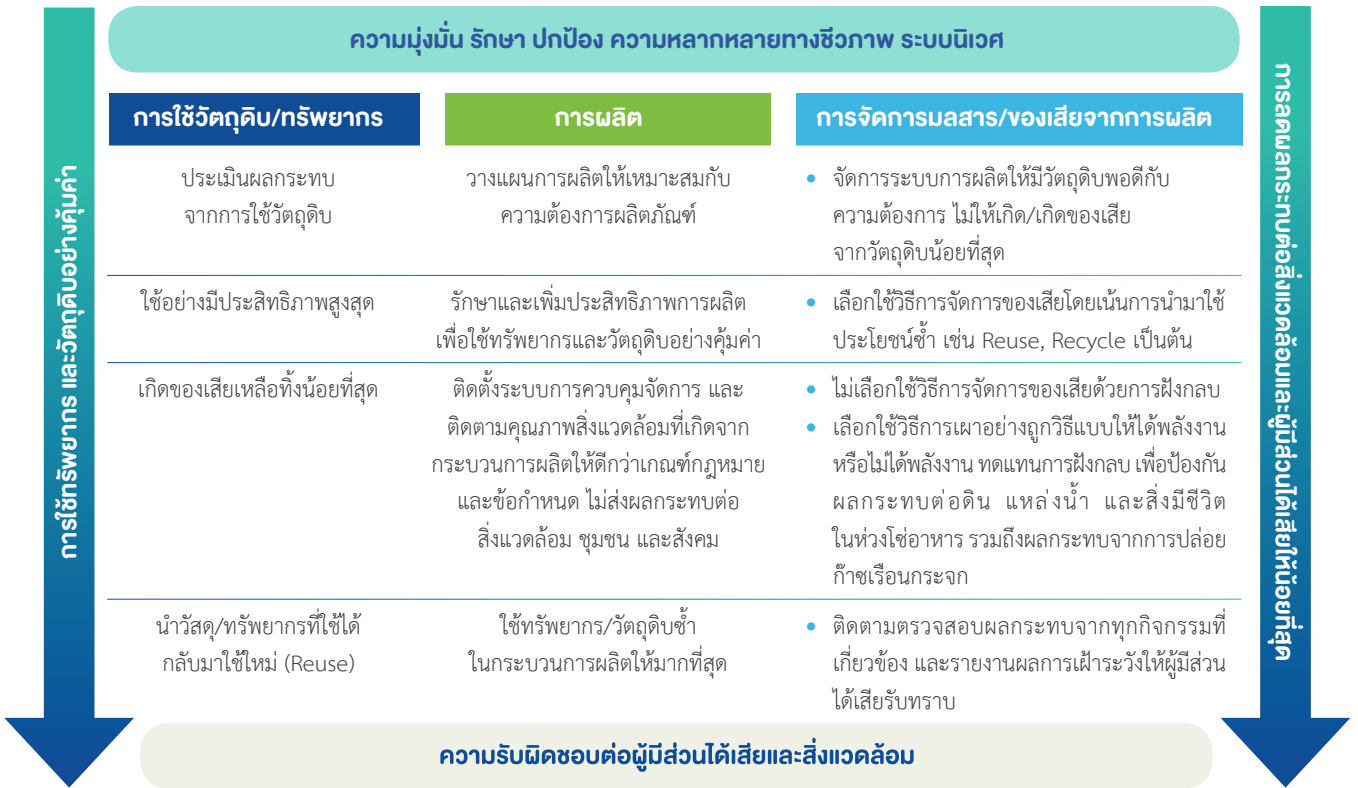 ความมุ่งมั่น รักษา ปกป้อง ความหลากหลายทางชีวภาพ ระบบนิเวศ
การใช้ทรัพยากร และวัตถุดิบอย่างคุ้มค่า
การใช้วัตถุดิบ/ทรัพยากร
การผลิต
การจัดการมลสาร/ของเสียจากการผลิต
ประเมินผลกระทบ
จากการใช้วัตถุดิบ
วางแผนการผลิตให้เหมาะสมกับ
ความต้องการผลิตภัณฑ์
• จัดการระบบการผลิตให้มีวัตถุดิบพอดีกับ
ความต้องการ ไม่ให้เกิด/เกิดของเสีย
จากวัตถุดิบน้อยที่สุด
ใช้อย่างมีประสิทธิภาพสูงสุด
รักษาและเพิ่มประสิทธิภาพการผลิต
เพื่อใช้ทรัพยากรและวัตถุดิบอย่างคุ้มค่า
• เลือกใช้วิธีการจัดการของเสียโดยเน้นการนำมาใช้
ประโยชน์ซ้ำ เช่น Reuse, Recycle เป็นต้น
เกิดของเสียเหลือทิ้งน้อยที่สุด
ติดตั้งระบบการควบคุมจัดการ และ
ติดตามคุณภาพสิ่งแวดล้อมที่เกิดจาก
กระบวนการผลิตให้ดีกว่าเกณฑ์กฎหมาย
และข้อกำหนด ไม่ส่งผลกระทบต่อ
สิ่งแวดล้อม ชุมชน และสังคม
• ไม่เลือกใช้วิธีการจัดการของเสียด้วยการฝังกลบ
• เลือกใช้วิธีการเผาอย่างถูกวิธีแบบให้ได้พลังงาน
หรือไม่ได้พลังงาน ทดแทนการฝังกลบ เพื่อป้องกัน
ผลกระทบต่อดิน แหล่งน้ำ และสิ่งมีชีวิต
ในห่วงโซ่อาหาร รวมถึงผลกระทบจากการปล่อย
ก๊าซเรือนกระจก
นำวัสดุ/ทรัพยากรที่ใช้ได้
กลับมาใช้ใหม่ (Reuse)
ใช้ทรัพยากร/วัตถุดิบซ้ำ
ในกระบวนการผลิตให้มากที่สุด
• ติดตามตรวจสอบผลกระทบจากทุกกิจกรรมที่
เกี่ยวข้อง และรายงานผลการเฝ้าระวังให้ผู้มีส่วน
ได้เสียรับทราบ
การลดผลกระทบต่อสิ่งแวดล้อมและผู้มีส่วนได้เสียให้น้อยที่สุด
ความรับผิดชอบต่อผู้มีส่วนได้เสียและสิ่งแวดล้อม